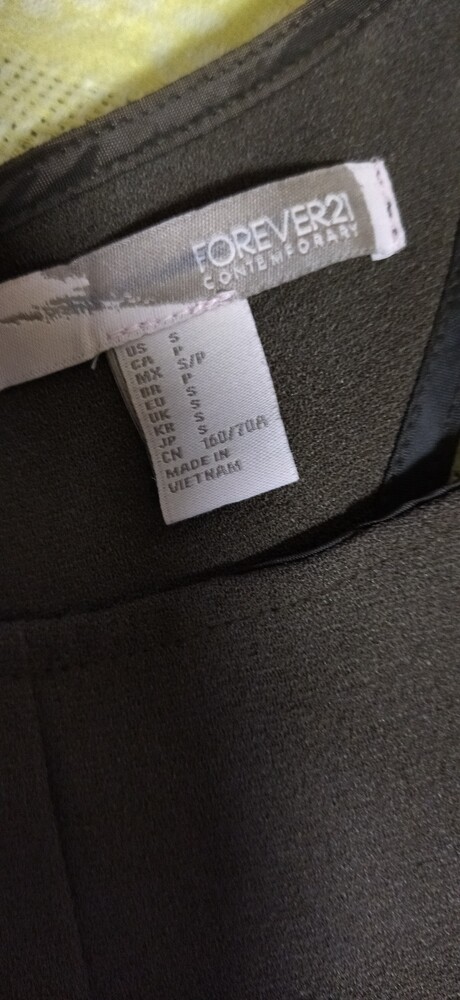 FOREVER21
CONTEMPORARY
US S
CA P
MX S/P
BR P
EU S
UK S
KR S
JP S
CN 160/70A
MADE IN
VIETNAM